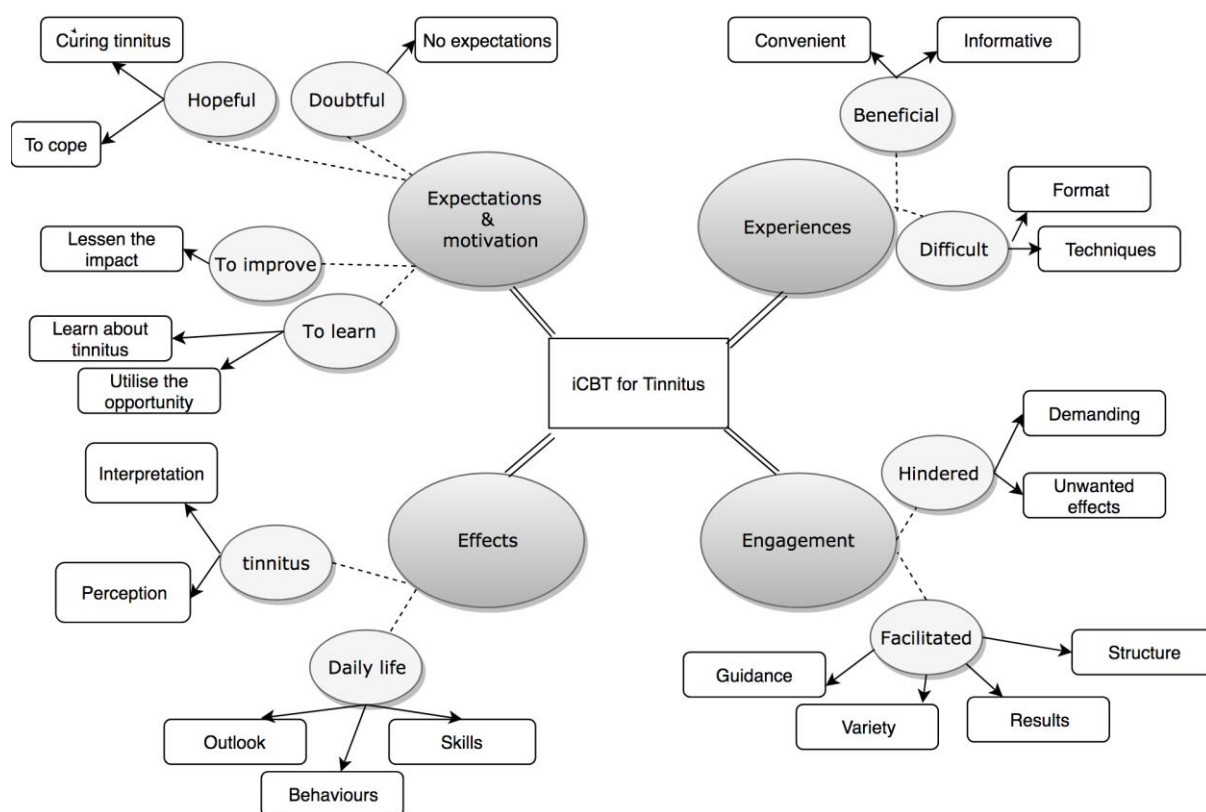 Curing tinnitus
No expectations
Hopeful
Doubtful
To cope
Expectations
&
motivation
Lessen the
impact
To improve
Learn about
tinnitus
To learn
Utilise the
opportunity
Convenient
Informative
Beneficial
Experiences
Format
Difficult
Techniques
iCBT for Tinnitus
Interpretation
Effects
tinnitus
Perception
Daily life
Outlook
Skills
Behaviours
Demanding
Hindered
Unwanted
effects
Engagement
Facilitated
Structure
Guidance
Variety
Results